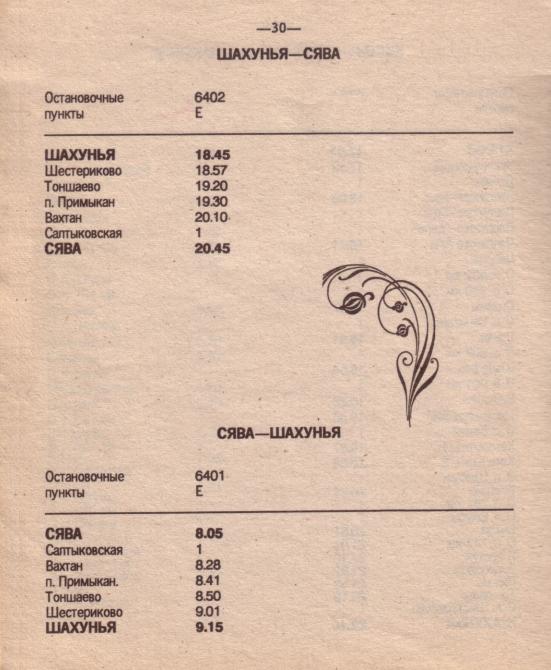 —30—
ШАХУНЬЯ—СЯВА
Остановочные 6402
пункты Е
ШАХУНЬЯ 18.45
Шестериково 18.57
Тоншаево 19.20
п. Примыкан 19.30
Вахтан 20.10
Салтыковская 1
СЯВА 20.45
СЯВА—ШАХУНЬЯ
Остановочные 6401
пункты Е
СЯВА 8.05
Салтыковская 1
Вахтан 8.28
п. Примыкан. 8.41
Тоншаево 8.50
Шестериково 9.01
ШАХУНЬЯ 9.15